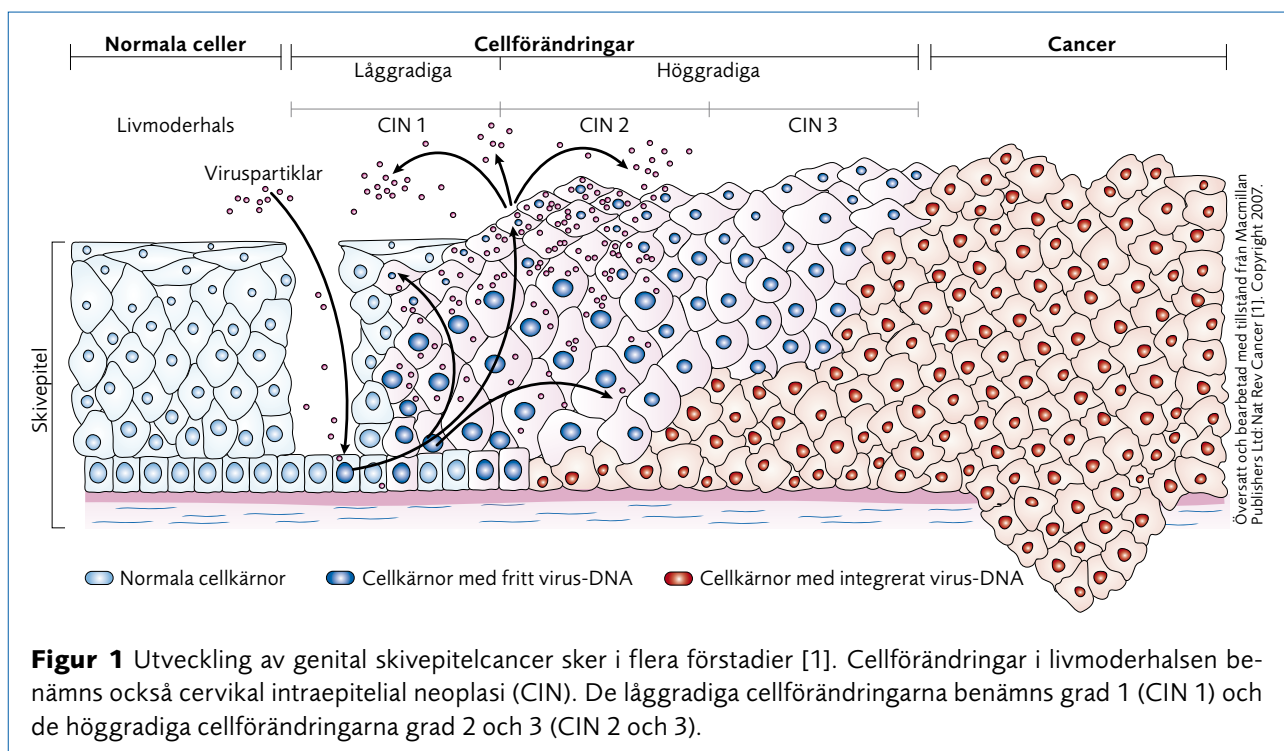 Normala celler
Cellförändringar
Cancer
Låggradiga
Höggradiga
Livmoderhals
CIN 1
CIN 2
CIN 3
Viruspartiklar
Skivepitel
Översatt och bearbetad med tillstånd från Macmillan
Publishers Ltd: Nat Rev Cancer [1]. Copyright 2007.
Normala cellkärnor
Cellkärnor med fritt virus-DNA
Cellkärnor med integrerat virus-DNA
Figur 1 Utveckling av genital skivepitelcancer sker i flera förstadier [1]. Cellförändringar i livmoderhalsen be-
nämns också cervikal intraepitelial neoplasi (CIN). De låggradiga cellförändringarna benämns grad 1 (CIN 1) och
de höggradiga cellförändringarna grad 2 och 3 (CIN 2 och 3).